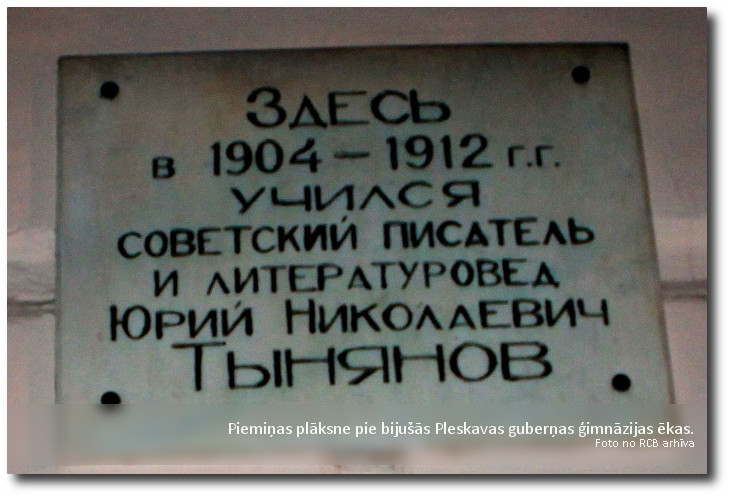 Здесь
в 1904 – 1912 г.г.
учился
советский писатель
и литературовед
Юрий Николаевич
Тынянов
Piemiņas plāksne pie bijušās Pleskavas guberņas ģimnāzijas ēkas.
Foto no RCB arhīva